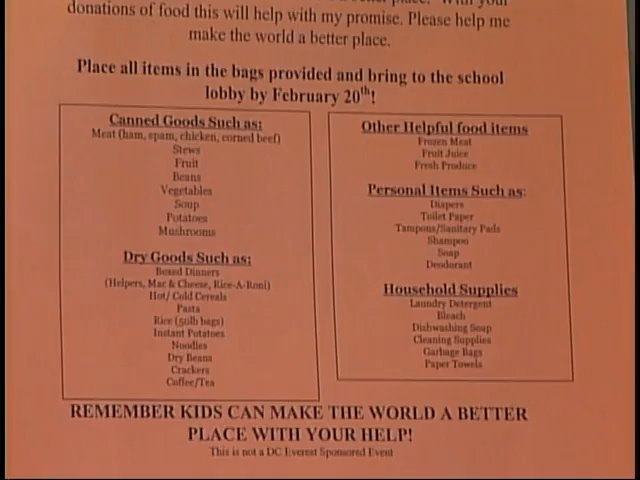 donations of food this will help with my promise. Please help me
make the world a better place.
Place all items in the bags provided and bring to the school
lobby by February 20th!
Canned Goods Such as:
Meat (ham, spam, chicken, corned beef)
Stews
Fruit
Beans
Vegetables
Soup
Potatoes
Mushrooms
Dry Goods Such as:
Boxed Dinners
(Helpers, Mac & Cheese, Rice-A-Roni)
Hot/ Cold Cereals
Pasta
Rice (50lb bags)
Instant Potatoes
Noodles
Dry Beans
Crackers
Coffee/Tea
Other Helpful food items
Frozen Meat
Fruit Juice
Fresh Produce
Personal Items Such as:
Diapers
Toilet Paper
Tampons/Sanitary Pads
Shampoo
Soap
Deodorant
Household Supplies
Laundry Detergent
Bleach
Dishwashing Soap
Cleaning Supplies
Garbage Bags
Paper Towels
REMEMBER KIDS CAN MAKE THE WORLD A BETTER
PLACE WITH YOUR HELP!
This is not a DC Everest Sponsored Event